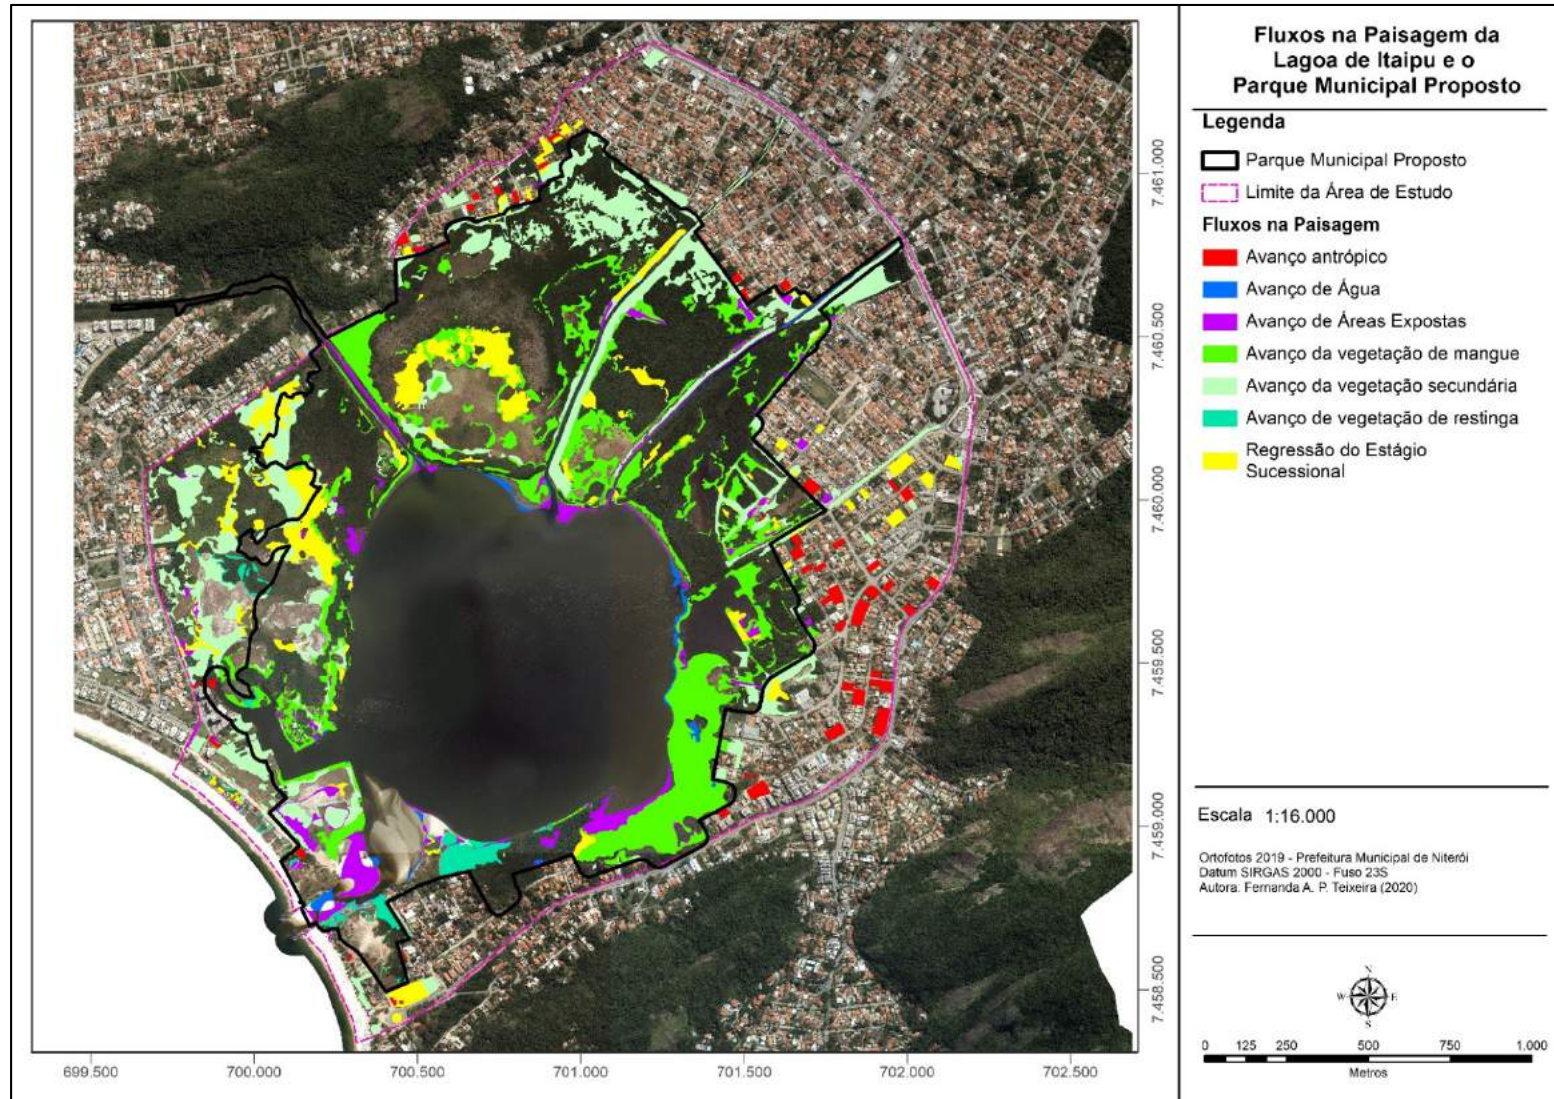 Fluxos na Paisagem da
Lagoa de Itaipu e o
Parque Municipal Proposto
Legenda
Parque Municipal Proposto
Limite da Área de Estudo
Fluxos na Paisagem
Avanço antrópico
Avanço de Água
Avanço de Áreas Expostas
Avanço da vegetação de mangue
Avanço da vegetação secundária
Avanço de vegetação de restinga
Regressão do Estágio
Sucessional
Escala 1:16.000
Ortofotos 2019 - Prefeitura Municipal de Niterói
Datum SIRGAS 2000 - Fuso 23S
Autora: Fernanda A. P. Teixeira (2020)
N
W E
S
0 125 250 500 750 1.000
Metros
7.461.000
7.460.500
7.460.000
7.459.500
7.459.000
7.458.500
699.500 700.000 700.500 701.000 701.500 702.000 702.500